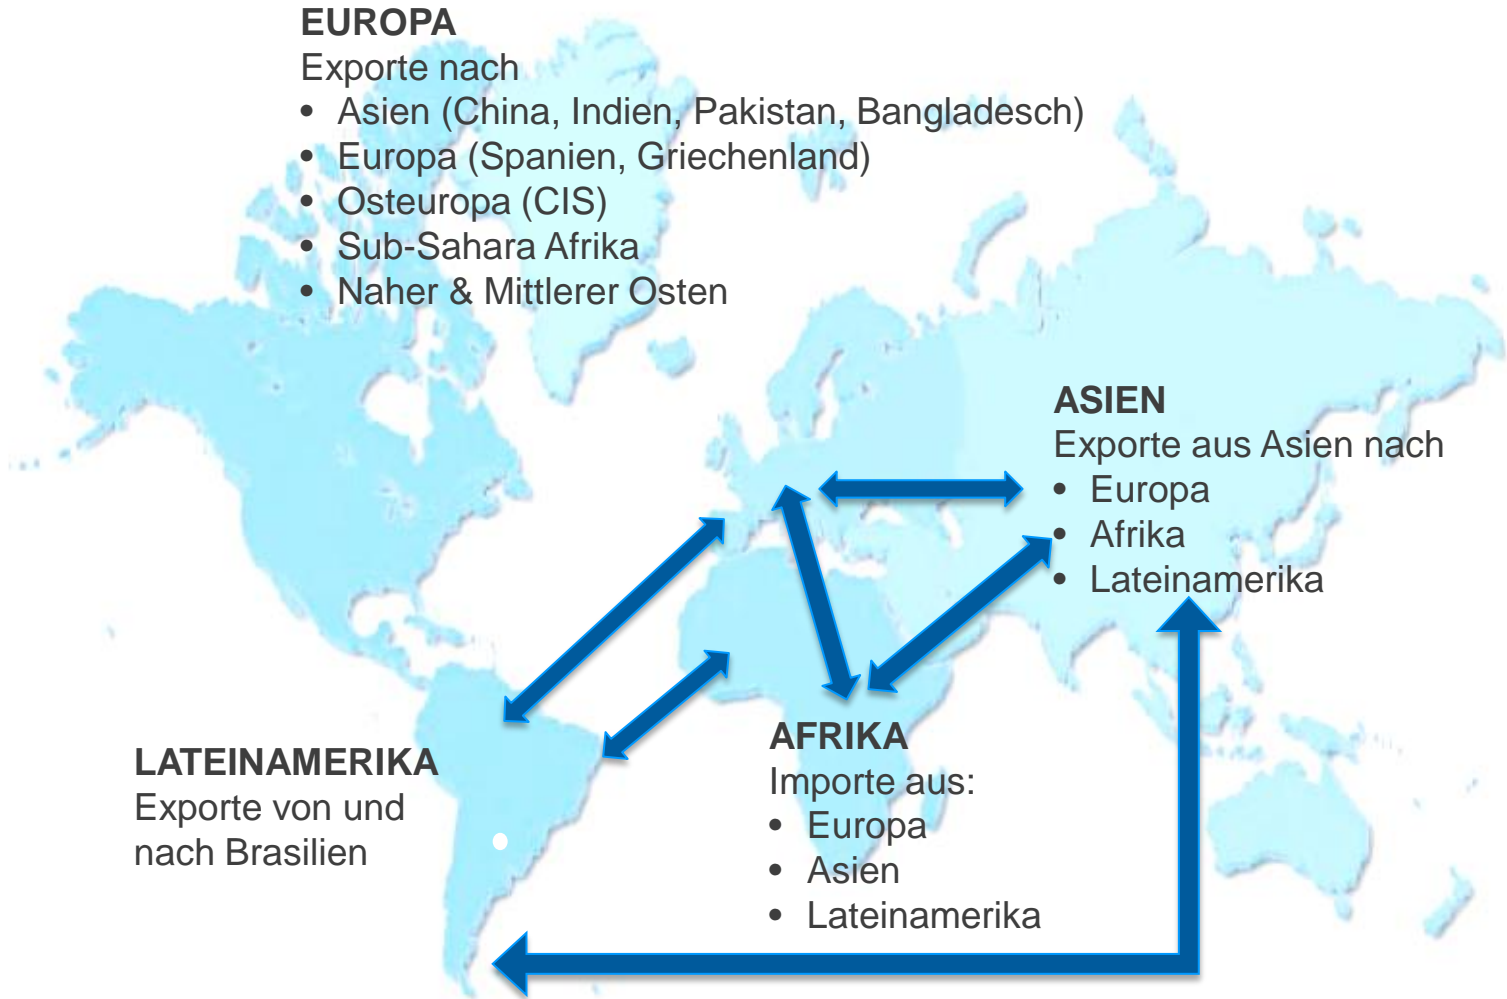 EUROPA
Exporte nach
• Asien (China, Indien, Pakistan, Bangladesch)
• Europa (Spanien, Griechenland)
• Osteuropa (CIS)
• Sub-Sahara Afrika
• Naher & Mittlerer Osten
ASIEN
Exporte aus Asien nach
• Europa
• Afrika
• Lateinamerika
LATEINAMERIKA
Exporte von und
nach Brasilien
AFRIKA
Importe aus:
• Europa
• Asien
• Lateinamerika